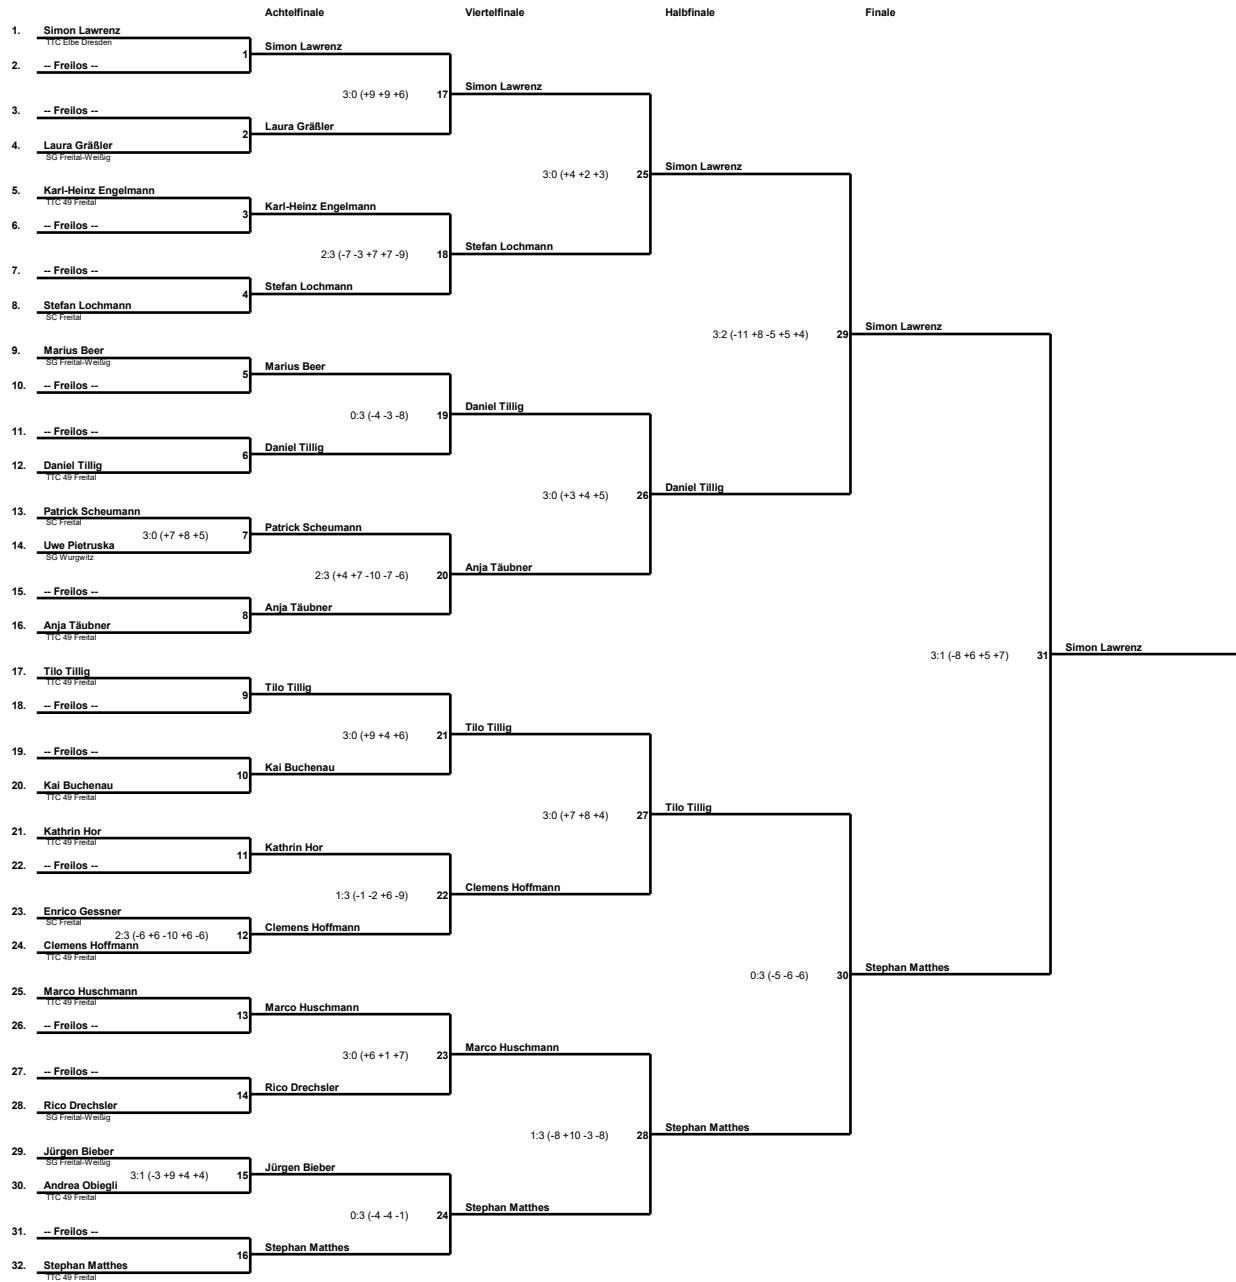 Achtelfinale Viertelfinale Halbfinale Finale
1. Simon Lawrenz
TTC Elbe Dresden
1 Simon Lawrenz
2. -- Freilos --
3:0 (+9 +9 +6) 17 Simon Lawrenz
3. -- Freilos --
2 Laura Gräßler
4. Laura Gräßler
SG Freital-Weißig
3:0 (+4 +2 +3) 25 Simon Lawrenz
5. Karl-Heinz Engelmann
TTC 49 Freital
3 Karl-Heinz Engelmann
6. -- Freilos --
2:3 (-7 -3 +7 +7 -9) 18 Stefan Lochmann
7. -- Freilos --
4 Stefan Lochmann
8. Stefan Lochmann
SC Freital
3:2 (-11 +8 -5 +5 +4) 29 Simon Lawrenz
9. Marius Beer
SG Freital-Weißig
5 Marius Beer
10. -- Freilos --
0:3 (-4 -3 -8) 19 Daniel Tillig
11. -- Freilos --
6 Daniel Tillig
12. Daniel Tillig
TTC 49 Freital
3:0 (+3 +4 +5) 26 Daniel Tillig
13. Patrick Scheumann
SC Freital
3:0 (+7 +8 +5) 7 Patrick Scheumann
14. Uwe Pietruska
SG Wurgwitz
2:3 (+4 +7 -10 -7 -6) 20 Anja Täubner
15. -- Freilos --
8 Anja Täubner
16. Anja Täubner
TTC 49 Freital
3:1 (-8 +6 +5 +7) 31 Simon Lawrenz
17. Tilo Tillig
TTC 49 Freital
9 Tilo Tillig
18. -- Freilos --
3:0 (+9 +4 +6) 21 Tilo Tillig
19. -- Freilos --
10 Kai Buchenau
20. Kai Buchenau
TTC 49 Freital
3:0 (+7 +8 +4) 27 Tilo Tillig
21. Kathrin Hor
TTC 49 Freital
11 Kathrin Hor
22. -- Freilos --
1:3 (-1 -2 +6 -9) 22 Clemens Hoffmann
23. Enrico Gessner
SC Freital
2:3 (-6 +6 -10 +6 -6) 12 Clemens Hoffmann
24. Clemens Hoffmann
TTC 49 Freital
0:3 (-5 -6 -6) 30 Stephan Matthes
25. Marco Huschmann
TTC 49 Freital
13 Marco Huschmann
26. -- Freilos --
3:0 (+6 +1 +7) 23 Marco Huschmann
27. -- Freilos --
14 Rico Drechsler
28. Rico Drechsler
SG Freital-Weißig
1:3 (-8 +10 -3 -8) 28 Stephan Matthes
29. Jürgen Bieber
SG Freital-Weißig
3:1 (-3 +9 +4 +4) 15 Jürgen Bieber
30. Andrea Obiegli
TTC 49 Freital
0:3 (-4 -4 -1) 24 Stephan Matthes
31. -- Freilos --
16 Stephan Matthes
32. Stephan Matthes
TTC 49 Freital